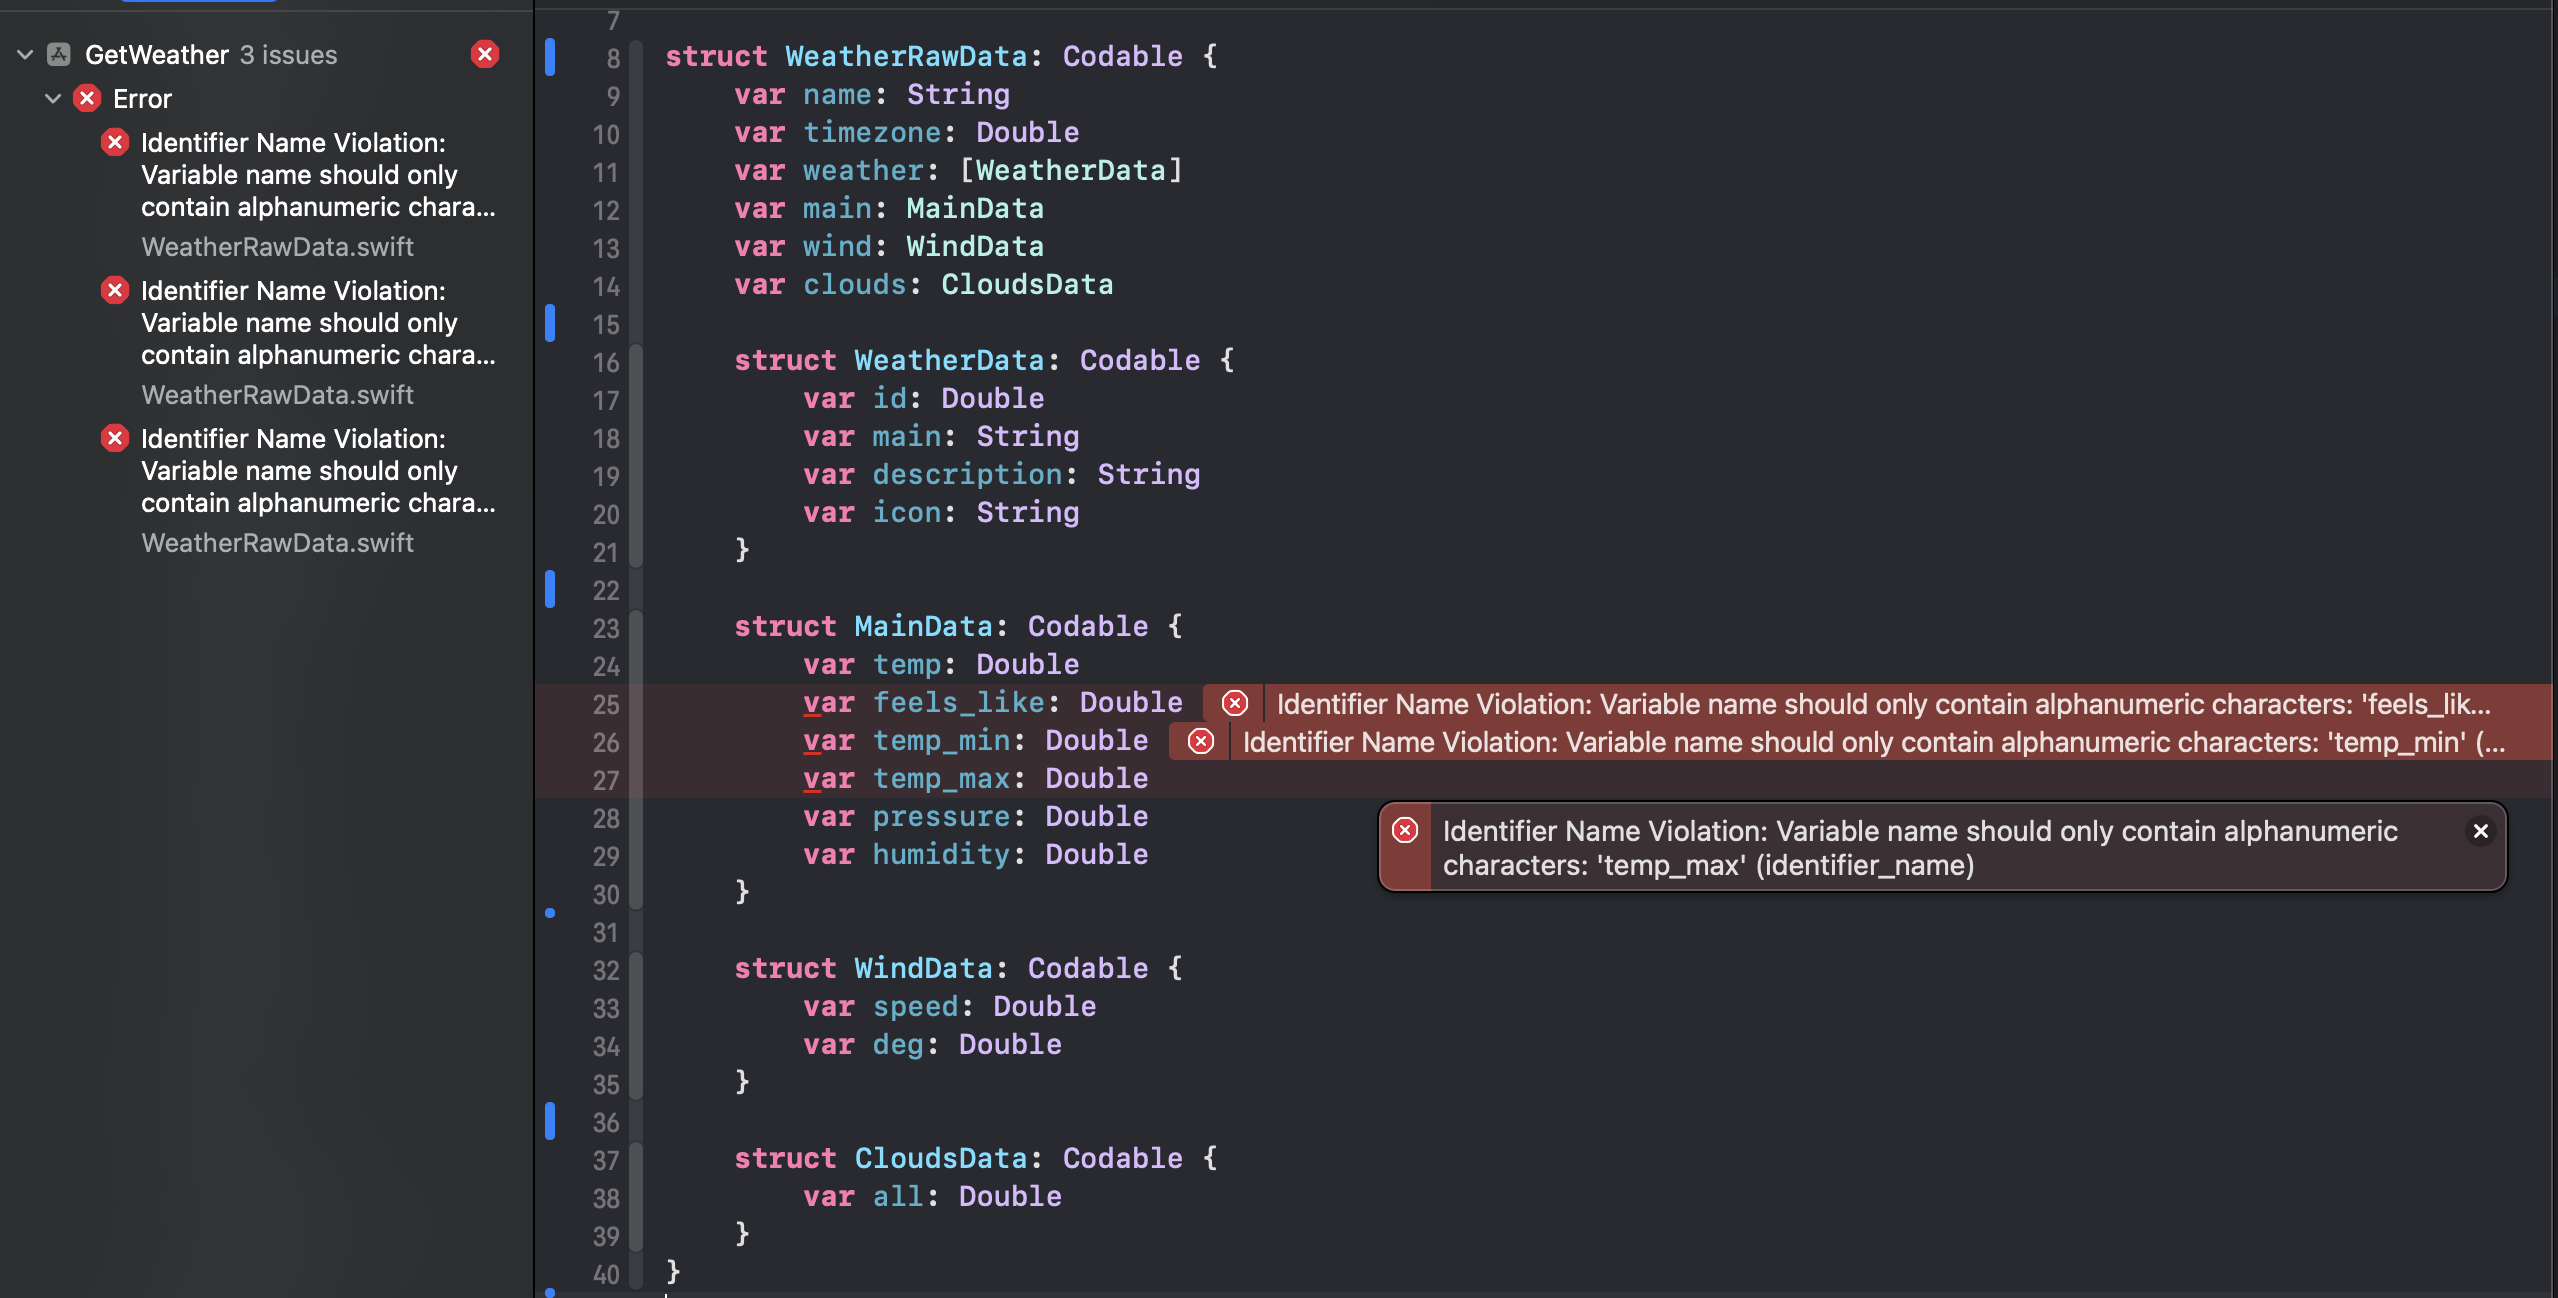 GetWeather 3 issues
Error
Identifier Name Violation:
Variable name should only
contain alphanumeric chara...
WeatherRawData.swift
Identifier Name Violation:
Variable name should only
contain alphanumeric chara...
WeatherRawData.swift
Identifier Name Violation:
Variable name should only
contain alphanumeric chara...
WeatherRawData.swift
7
8 struct WeatherRawData: Codable {
9 var name: String
10 var timezone: Double
11 var weather: [WeatherData]
12 var main: MainData
13 var wind: WindData
14 var clouds: CloudsData
15
16 struct WeatherData: Codable {
17 var id: Double
18 var main: String
19 var description: String
20 var icon: String
21 }
22
23 struct MainData: Codable {
24 var temp: Double
25 var feels_like: Double Identifier Name Violation: Variable name should only contain alphanumeric characters: 'feels_lik...
26 var temp_min: Double Identifier Name Violation: Variable name should only contain alphanumeric characters: 'temp_min' (...
27 var temp_max: Double
28 var pressure: Double
29 var humidity: Double
Identifier Name Violation: Variable name should only contain alphanumeric
characters: 'temp_max' (identifier_name)
30 }
31
32 struct WindData: Codable {
33 var speed: Double
34 var deg: Double
35 }
36
37 struct CloudsData: Codable {
38 var all: Double
39 }
40 }